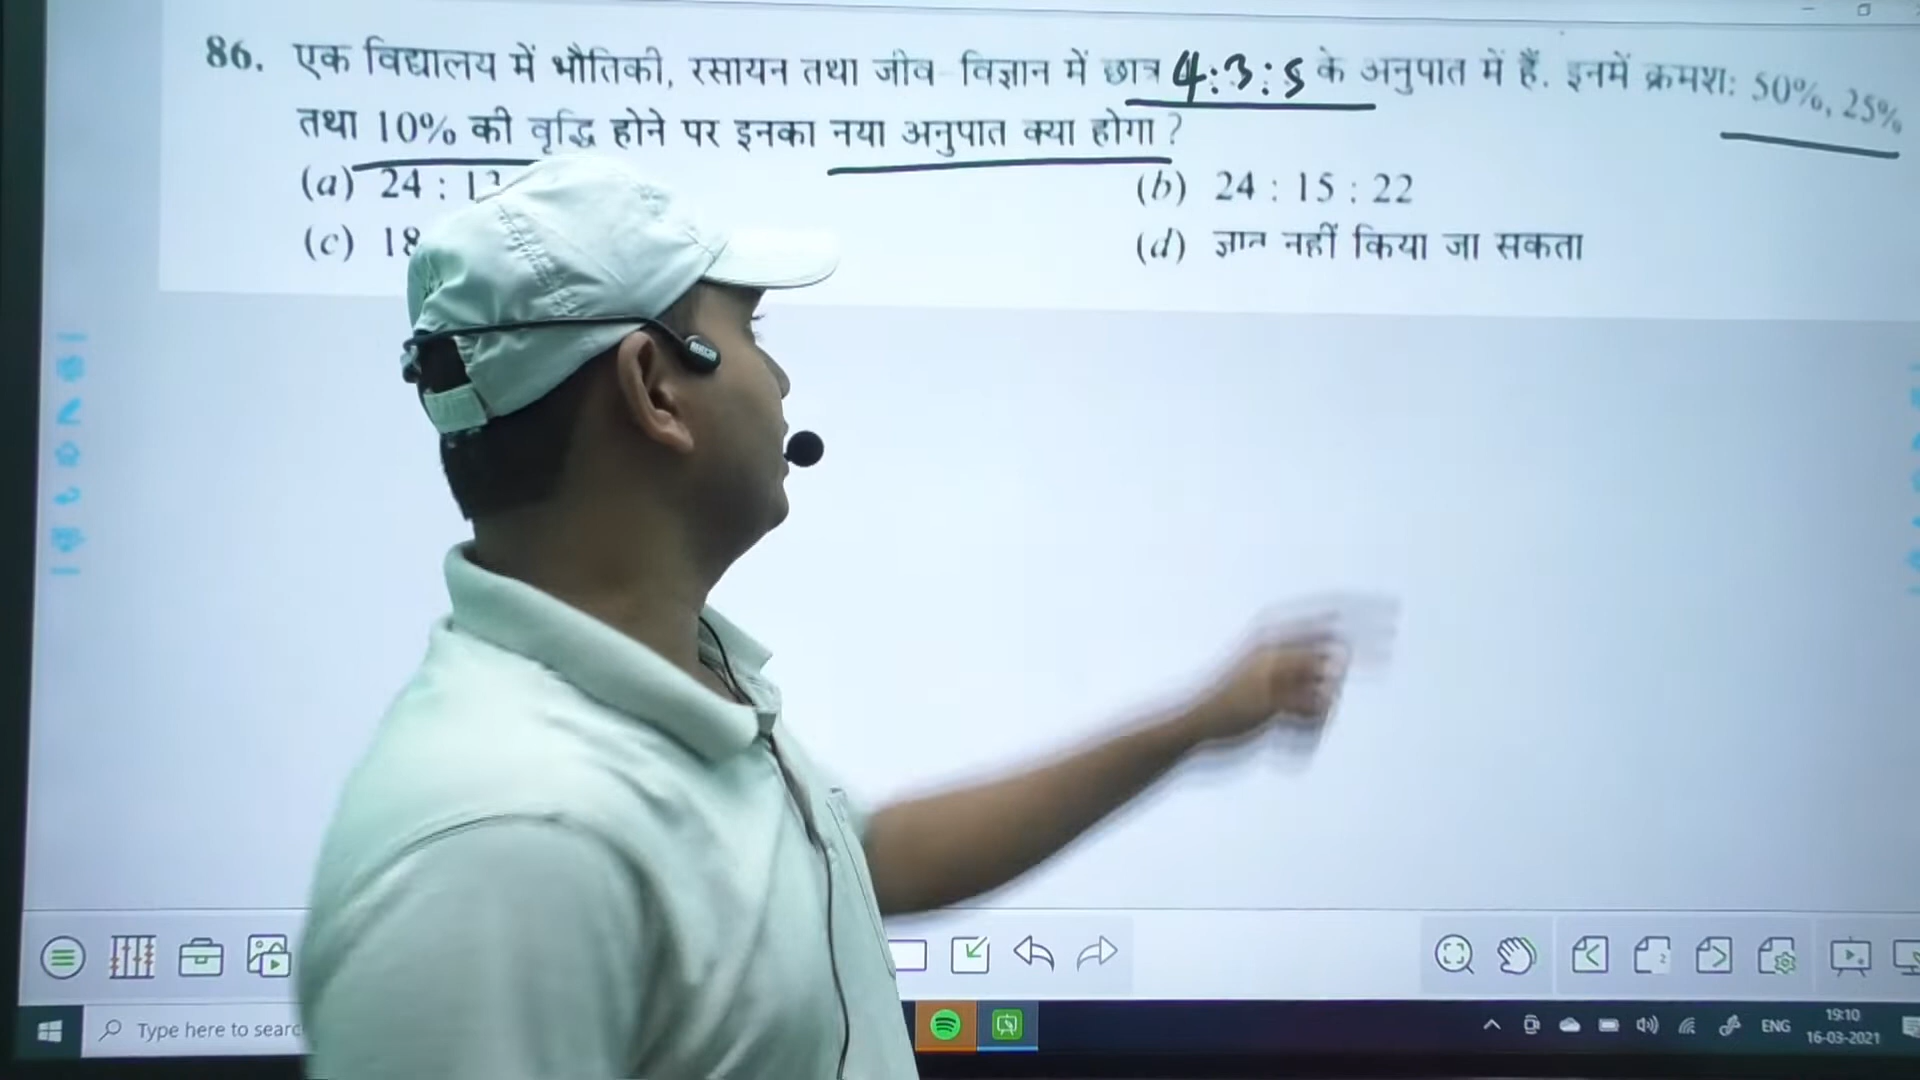 86. एक विद्यालय में भौतिकी, रसायन तथा जीव विज्ञान में छात्र 4:3:5 के अनुपात में हैं. इनमें क्रमश: 50%, 25%
तथा 10% की वृद्धि होने पर इनका नया अनुपात क्या होगा ?
(a) 24 :
(b) 24 : 15 : 22
(c) 18
(d) ज्ञात नहीं किया जा सकता
Type here to searc
ENG
19:10
16-03-2021